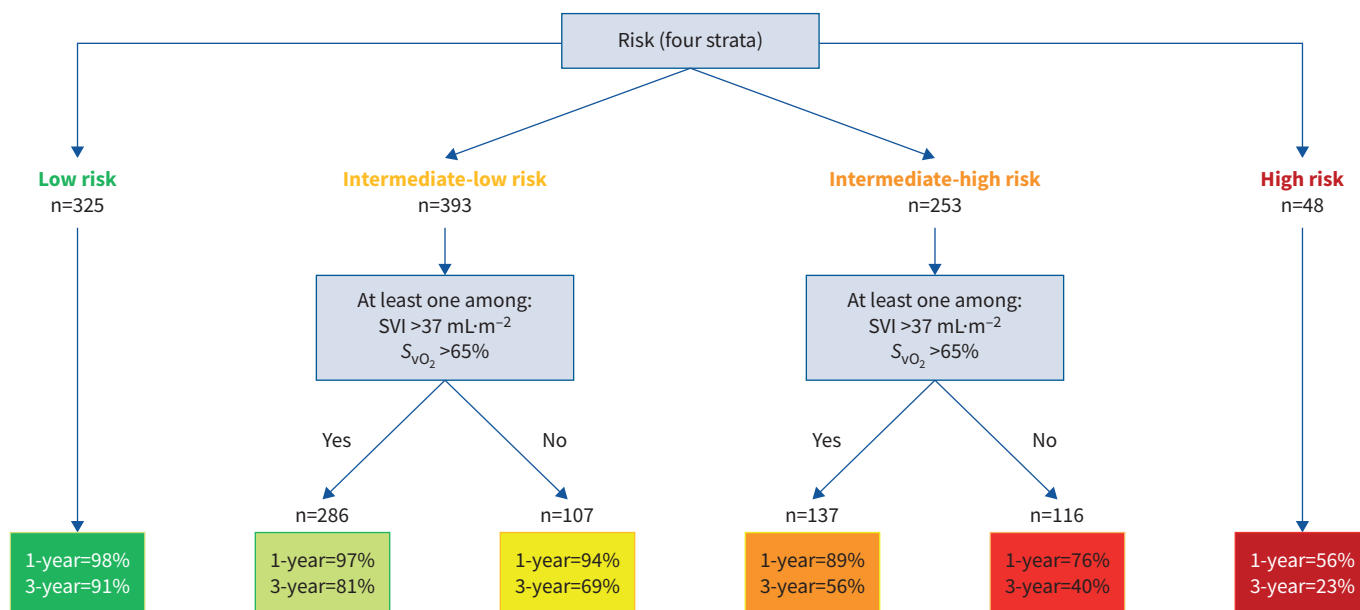 Risk (four strata)
Low risk
n=325
Intermediate-low risk
n=393
Intermediate-high risk
n=253
High risk
n=48
At least one among:
SVI >37 mL·m⁻²
SvO₂ >65%
At least one among:
SVI >37 mL·m⁻²
SvO₂ >65%
Yes
No
Yes
No
n=286
n=107
n=137
n=116
1-year=98%
3-year=91%
1-year=97%
3-year=81%
1-year=94%
3-year=69%
1-year=89%
3-year=56%
1-year=76%
3-year=40%
1-year=56%
3-year=23%